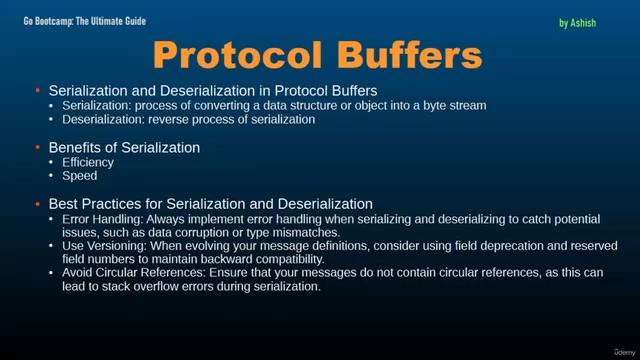 Go Bootcamp: The Ultimate Guide
by Ashish
Protocol Buffers
• Serialization and Deserialization in Protocol Buffers
• Serialization: process of converting a data structure or object into a byte stream
• Deserialization: reverse process of serialization
• Benefits of Serialization
• Efficiency
• Speed
• Best Practices for Serialization and Deserialization
• Error Handling: Always implement error handling when serializing and deserializing to catch potential
issues, such as data corruption or type mismatches.
• Use Versioning: When evolving your message definitions, consider using field deprecation and reserved
field numbers to maintain backward compatibility.
• Avoid Circular References: Ensure that your messages do not contain circular references, as this can
lead to stack overflow errors during serialization.
udemy